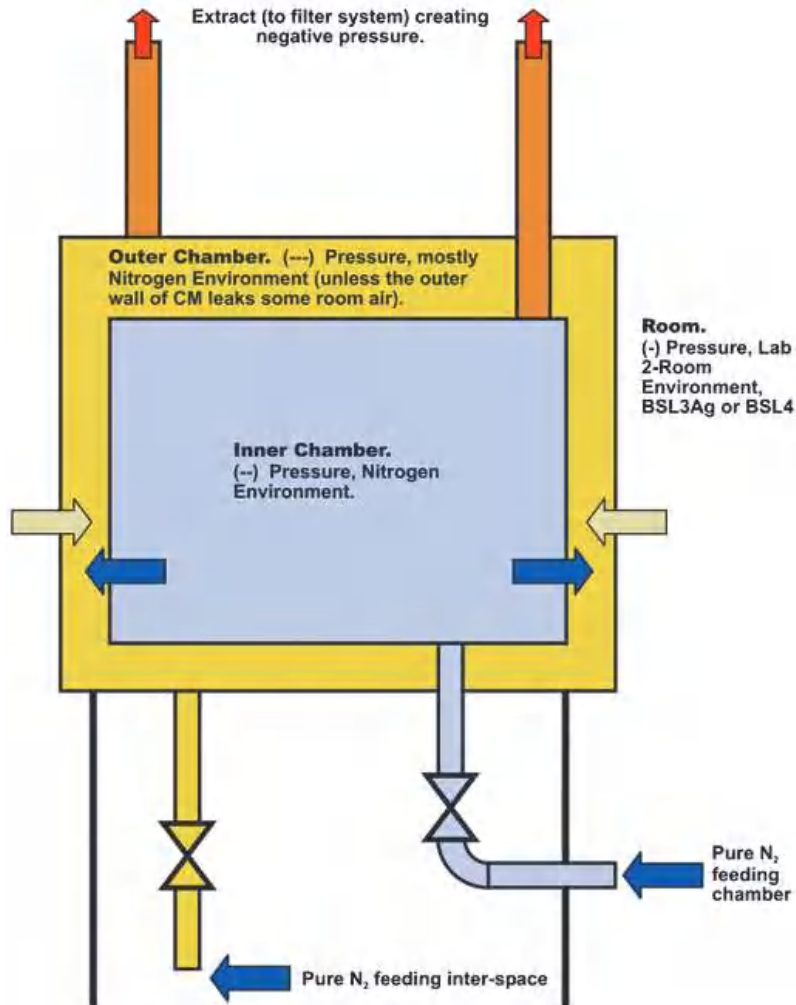 Extract (to filter system) creating
negative pressure.
Outer Chamber. (---) Pressure, mostly
Nitrogen Environment (unless the outer
wall of CM leaks some room air).
Room.
(-) Pressure, Lab
2-Room
Environment,
BSL3Ag or BSL4
Inner Chamber.
(--) Pressure, Nitrogen
Environment.
Pure N₂
feeding
chamber
Pure N₂ feeding inter-space